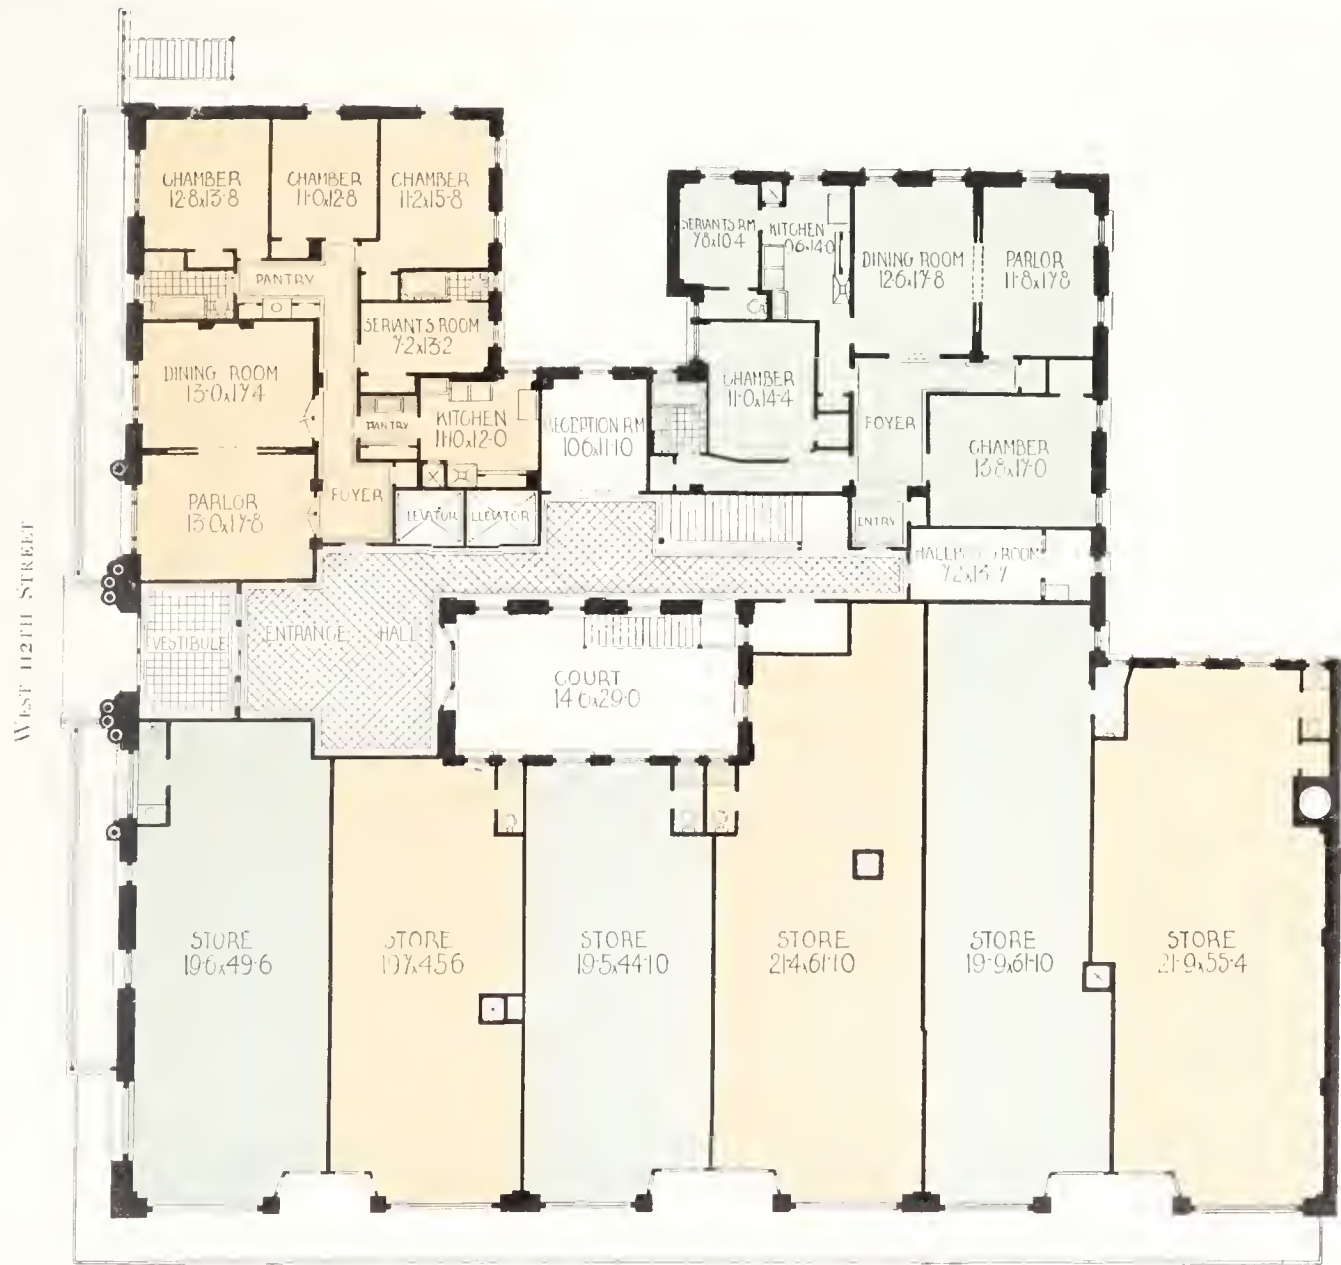 CHAMBER
12-8x13-8
CHAMBER
11-0x12-8
CHAMBER
11-2x15-8
PANTRY
SERVANTS ROOM
7-2x13-2
DINING ROOM
13-0x17-4
PANTRY
KITCHEN
11-10x12-0
PARLOR
13-0x17-8
FOYER
ELEVATOR
ELEVATOR
RECEPTION RM
10-6x11-10
SERVANTS RM
7-8x10-4
KITCHEN
DINING ROOM
12-6x17-8
PARLOR
11-8x17-8
CHAMBER
11-0x14-4
FOYER
CHAMBER
13-8x17-0
ENTRY
ROOM
VESTIBULE
ENTRANCE HALL
COURT
14-6x29-0
WEST 112TH STREET
STORE
19-6x49-6
STORE
19-7x45-6
STORE
19-5x44-10
STORE
21-4x61-10
STORE
19-9x61-10
STORE
21-9x55-4